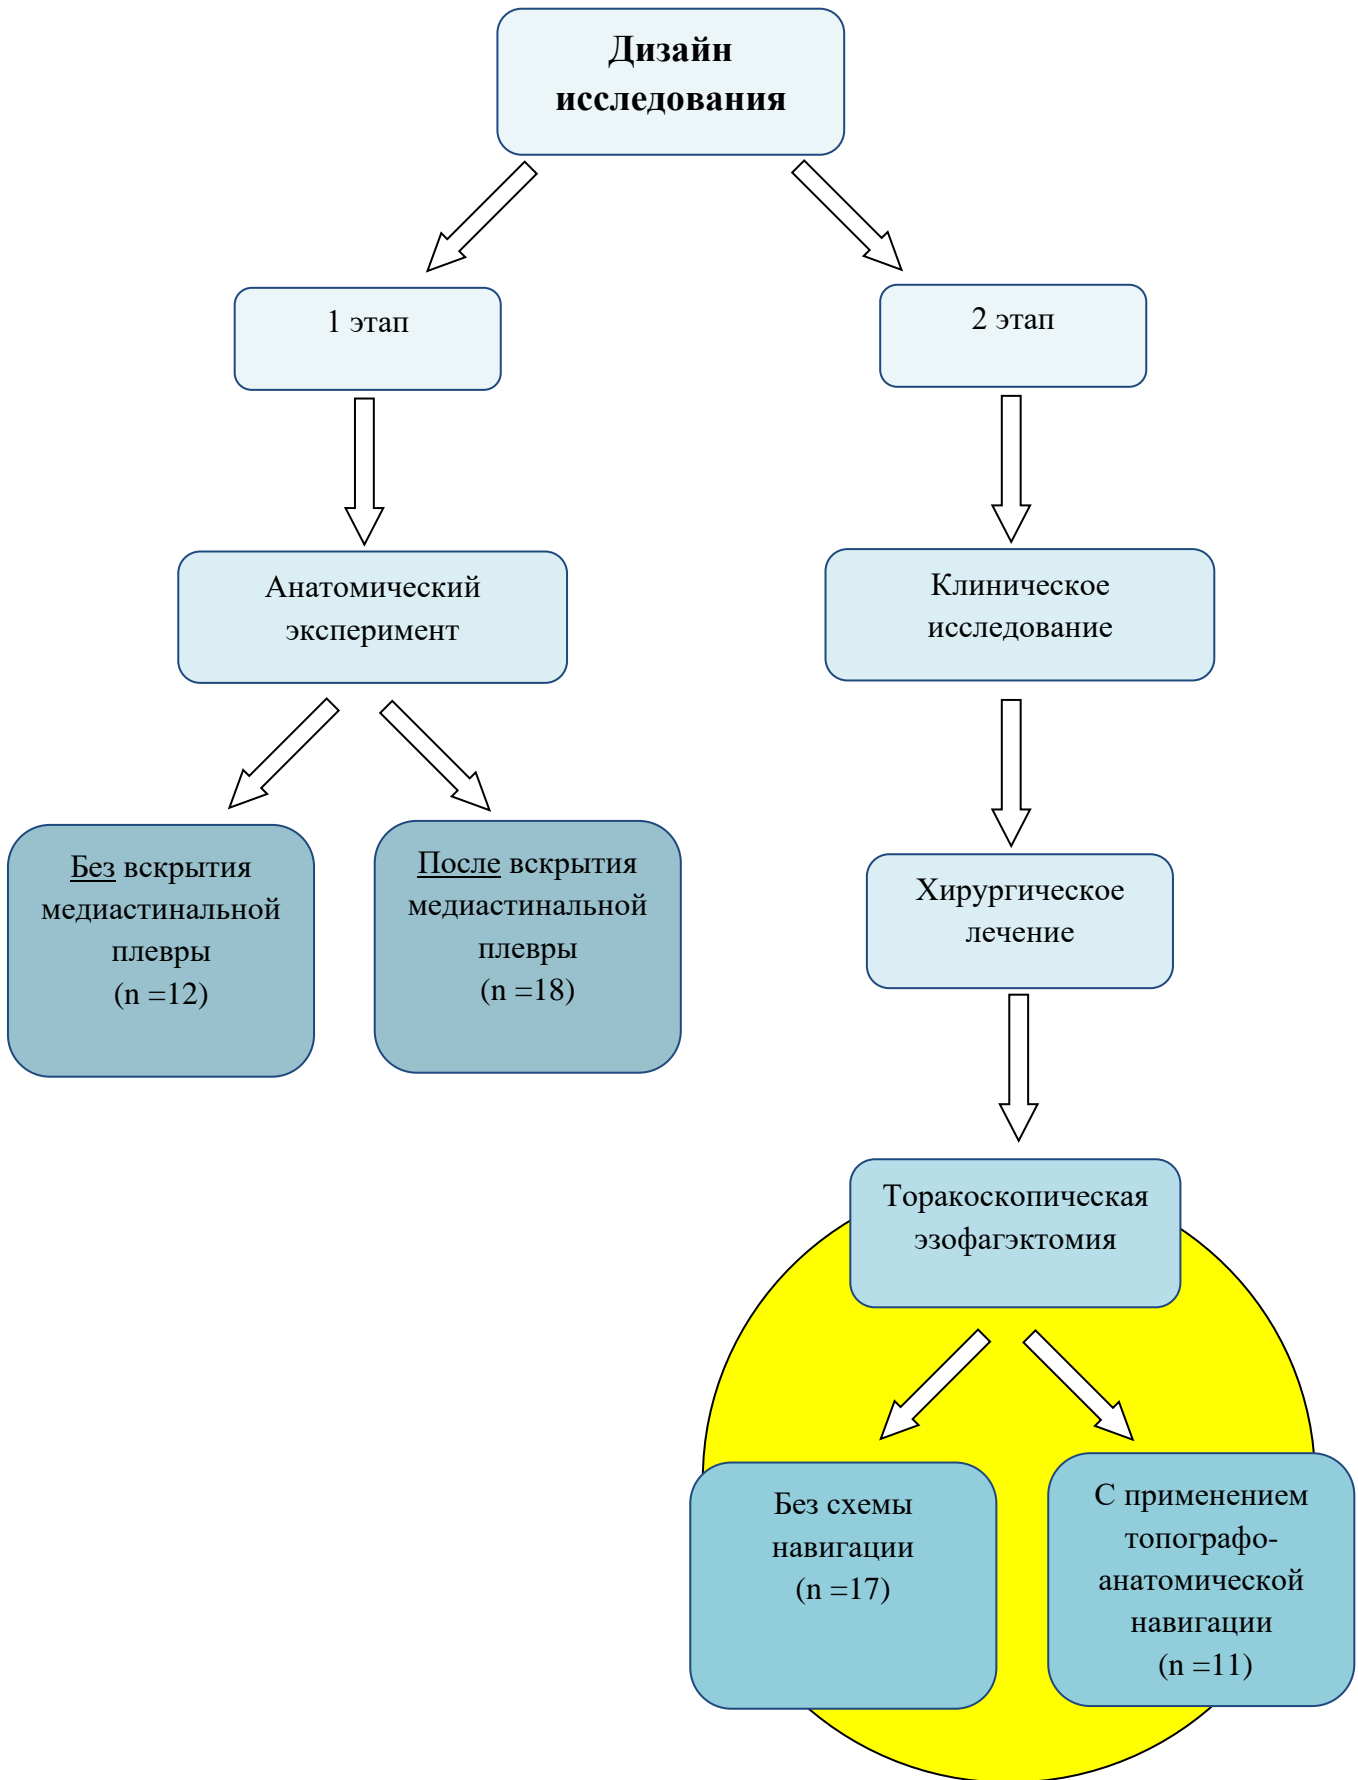 Дизайн
исследования
1 этап
2 этап
Анатомический
эксперимент
Клиническое
исследование
Без вскрытия
медиастинальной
плевры
(n =12)
После вскрытия
медиастинальной
плевры
(n =18)
Хирургическое
лечение
Торакоскопическая
эзофагэктомия
Без схемы
навигации
(n =17)
С применением
топографо-
анатомической
навигации
(n =11)